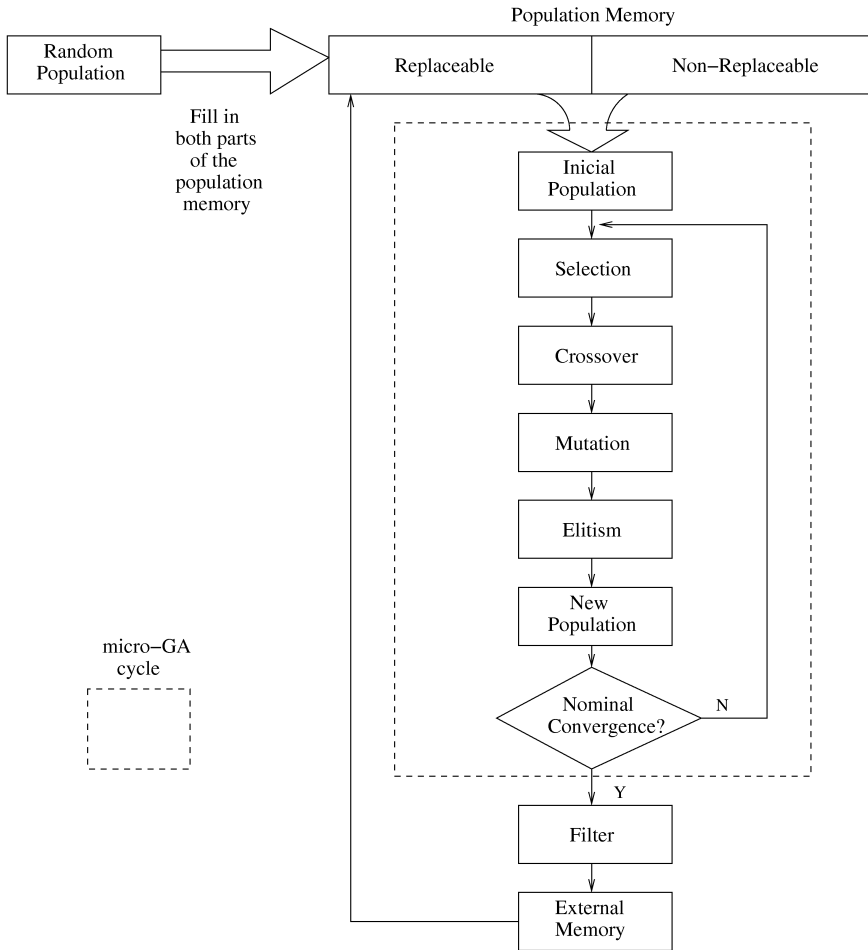 Population Memory
Random
Population
Replaceable
Non−Replaceable
Fill in
both parts
of the
population
memory
Inicial
Population
Selection
Crossover
Mutation
Elitism
New
Population
micro−GA
cycle
Nominal
Convergence?
N
Y
Filter
External
Memory